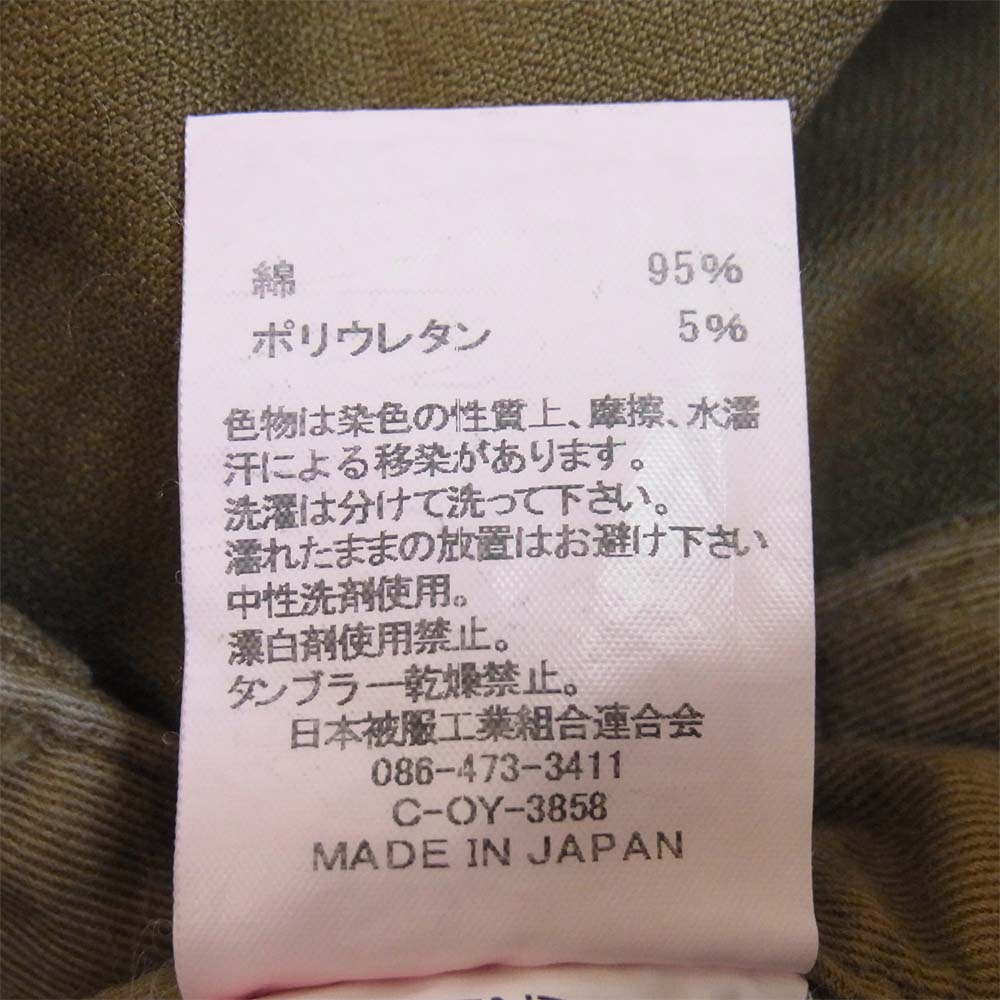 綿 95%
ポリウレタン 5%
色物は染色の性質上、摩擦、水濡
汗による移染があります。
洗濯は分けて洗って下さい。
濡れたままの放置はお避け下さい
中性洗剤使用。
漂白剤使用禁止。
タンブラー乾燥禁止。
日本被服工業組合連合会
086-473-3411
C-OY-3858
MADE IN JAPAN